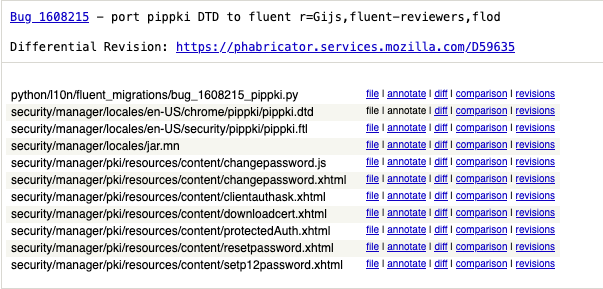 Bug 1608215 - port pippki DTD to fluent r=Gijs,fluent-reviewers,flod
Differential Revision: https://phabricator.services.mozilla.com/D59635
python/l10n/fluent_migrations/bug_1608215_pippki.py file | annotate | diff | comparison | revisions
security/manager/locales/en-US/chrome/pippki/pippki.dtd file | annotate | diff | comparison | revisions
security/manager/locales/en-US/security/pippki/pippki.ftl file | annotate | diff | comparison | revisions
security/manager/locales/jar.mn file | annotate | diff | comparison | revisions
security/manager/pki/resources/content/changepassword.js file | annotate | diff | comparison | revisions
security/manager/pki/resources/content/changepassword.xhtml file | annotate | diff | comparison | revisions
security/manager/pki/resources/content/clientauthask.xhtml file | annotate | diff | comparison | revisions
security/manager/pki/resources/content/downloadcert.xhtml file | annotate | diff | comparison | revisions
security/manager/pki/resources/content/protectedAuth.xhtml file | annotate | diff | comparison | revisions
security/manager/pki/resources/content/resetpassword.xhtml file | annotate | diff | comparison | revisions
security/manager/pki/resources/content/setp12password.xhtml file | annotate | diff | comparison | revisions